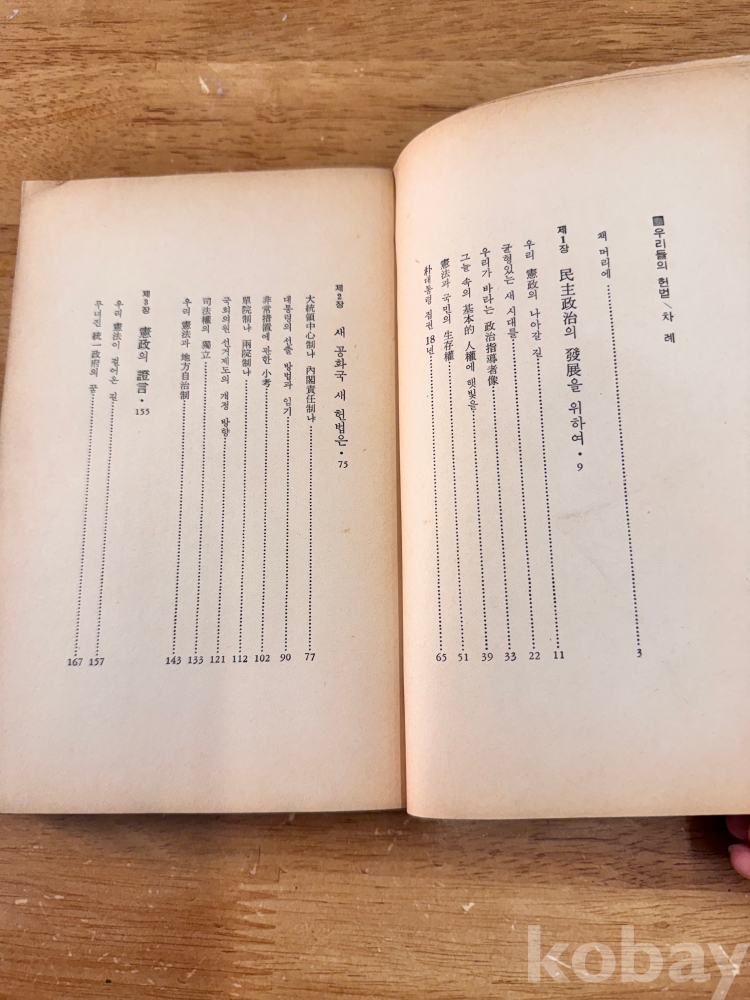 ■우리들의 헌법 \ 차 례
책 머리에 3
제1장 民主政治의 發展을 위하여 • 9
우리 憲政의 나아갈 길 11
균형있는 새 시대를 22
우리가 바라는 政治指導者像 33
그늘 속의 基本的 人權에 햇빛을 39
憲法과 국민의 生存權 51
朴대통령 집권 18년 65
제2장 새 공화국 새 헌법은 • 75
大統領中心制냐 內閣責任制냐 77
대통령의 선출 방법과 임기 90
非常措置에 관한 小考 102
單院制냐 兩院制냐 112
국회의원 선거제도의 개정 방향 121
司法權의 獨立 133
우리 憲法과 地方自治制 143
제3장 憲政의 證言 • 155
우리 憲法이 걸어온 길 157
무너진 統一政府의 꿈 167
kobay